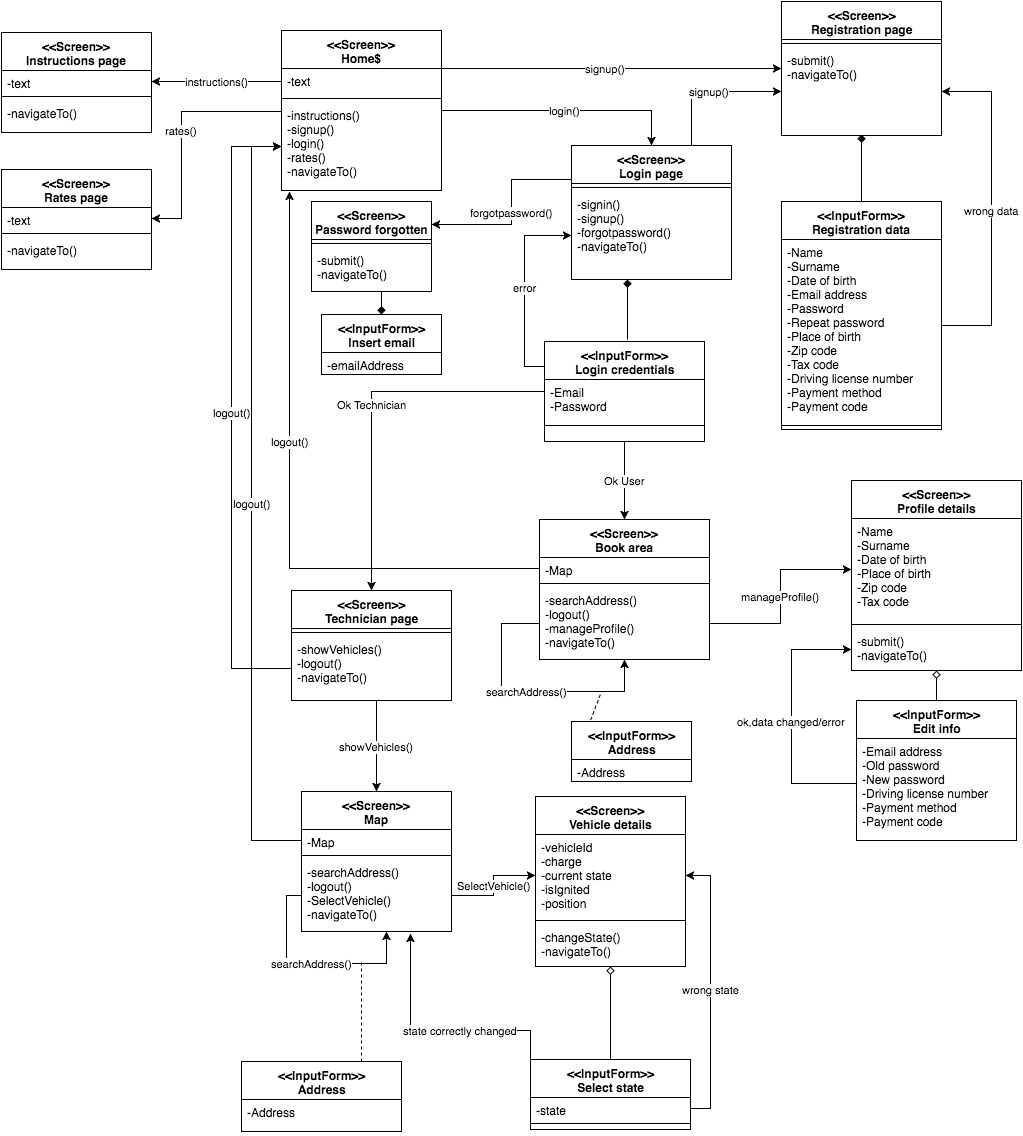 <<Screen>>
Instructions page
-text
-navigateTo()
<<Screen>>
Home$
-text
-instructions()
-signup()
-login()
-rates()
-navigateTo()
<<Screen>>
Registration page
-submit()
-navigateTo()
instructions()
signup()
signup()
login()
rates()
<<Screen>>
Rates page
-text
-navigateTo()
<<Screen>>
Login page
-signin()
-signup()
-forgotpassword()
-navigateTo()
<<Screen>>
Password forgotten
-submit()
-navigateTo()
forgotpassword()
error
<<InputForm>>
Registration data
-Name
-Surname
-Date of birth
-Email address
-Password
-Repeat password
-Place of birth
-Zip code
-Tax code
-Driving license number
-Payment method
-Payment code
wrong data
<<InputForm>>
Insert email
-emailAddress
<<InputForm>>
Login credentials
-Email
-Password
Ok Technician
logout()
logout()
logout()
Ok User
<<Screen>>
Book area
-Map
-searchAddress()
-logout()
-manageProfile()
-navigateTo()
manageProfile()
<<Screen>>
Profile details
-Name
-Surname
-Date of birth
-Place of birth
-Zip code
-Tax code
-submit()
-navigateTo()
<<Screen>>
Technician page
-showVehicles()
-logout()
-navigateTo()
searchAddress()
<<InputForm>>
Address
-Address
ok,data changed/error
<<InputForm>>
Edit info
-Email address
-Old password
-New password
-Driving license number
-Payment method
-Payment code
showVehicles()
<<Screen>>
Map
-Map
-searchAddress()
-logout()
-SelectVehicle()
-navigateTo()
SelectVehicle()
<<Screen>>
Vehicle details
-vehicleId
-charge
-current state
-isIgnited
-position
-changeState()
-navigateTo()
searchAddress()
wrong state
state correctly changed
<<InputForm>>
Address
-Address
<<InputForm>>
Select state
-state